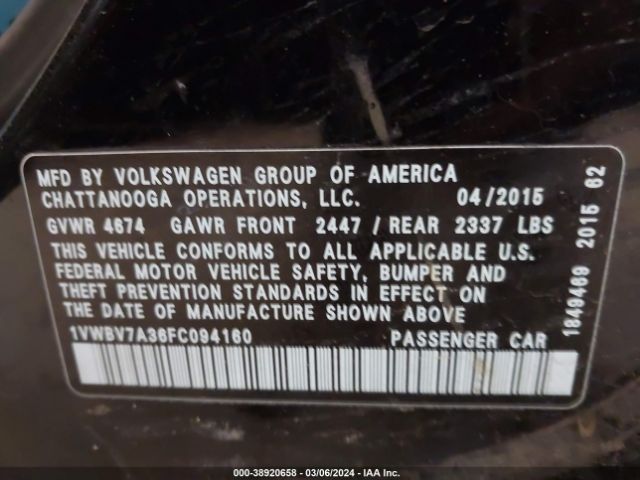 MFD BY VOLKSWAGEN GROUP OF AMERICA
CHATTANOOGA OPERATIONS, LLC. 04/2015
GVWR 4674 GAWR FRONT 2447 / REAR 2337 LBS
THIS VEHICLE CONFORMS TO ALL APPLICABLE U.S.
FEDERAL MOTOR VEHICLE SAFETY, BUMPER AND
THEFT PREVENTION STANDARDS IN EFFECT ON
THE DATE OF MANUFACTURE SHOWN ABOVE
1VWBV7A36FC094160 PASSENGER CAR
1849469 2015 62
000-38920658 - 03/06/2024 - IAA Inc.